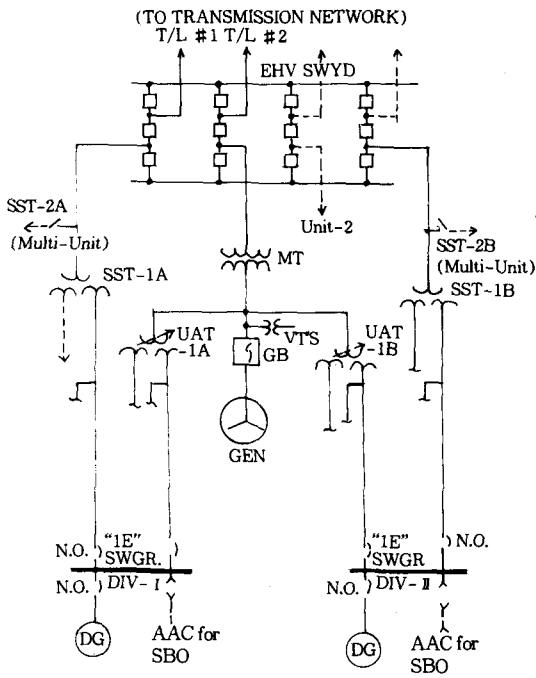 (TO TRANSMISSION NETWORK)
T/L #1 T/L #2
EHV SWYD
SST-2A
(Multi-Unit)
Unit-2
SST-2B
(Multi-Unit)
SST-1A
MT
SST-1B
UAT
-1A
VTS
GB
UAT
-1B
GEN
N.O.
"1E"
SWGR.
DIV-I
N.O.
"1E"
SWGR
DIV-II
N.O.
N.O.
DG
AAC for
SBO
DG
AAC for
SBO